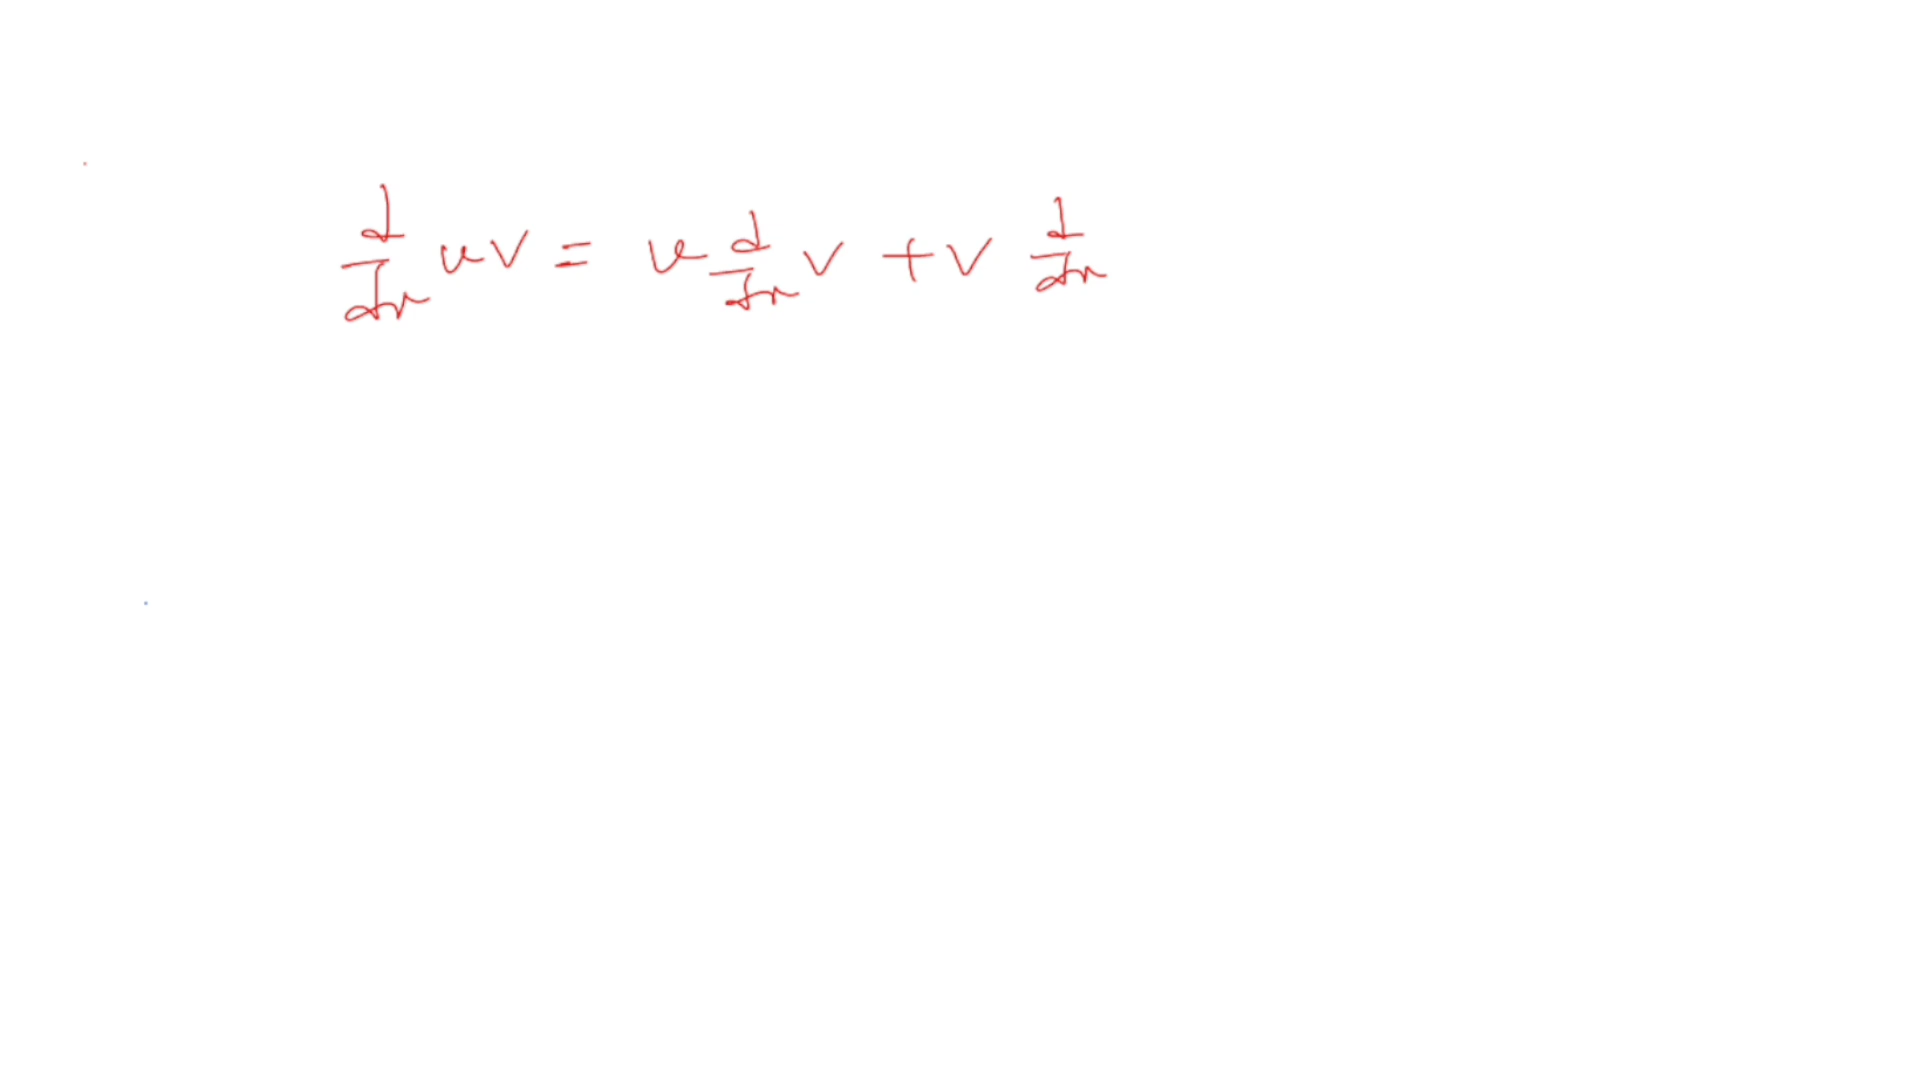 d/dx uv = u d/dx v + v d/dx